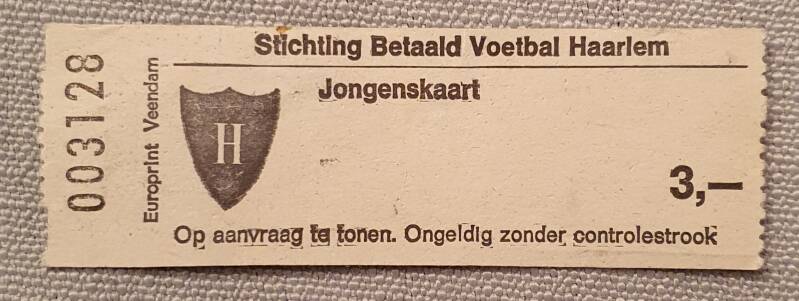 003128
Europrint Veendam
Stichting Betaald Voetbal Haarlem
Jongenskaart
H
3,—
Op aanvraag te tonen. Ongeldig zonder controlestrook